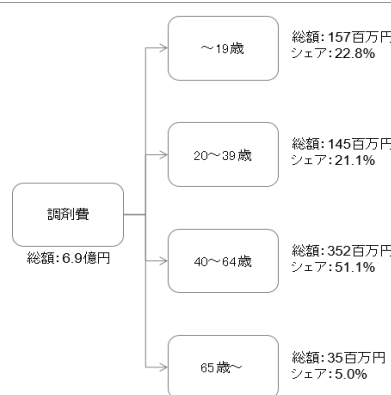 ～19歳
総額：157百万円
シェア：22.8%
20～39歳
総額：145百万円
シェア：21.1%
調剤費
総額：6.9億円
40～64歳
総額：352百万円
シェア：51.1%
65歳～
総額：35百万円
シェア：5.0%